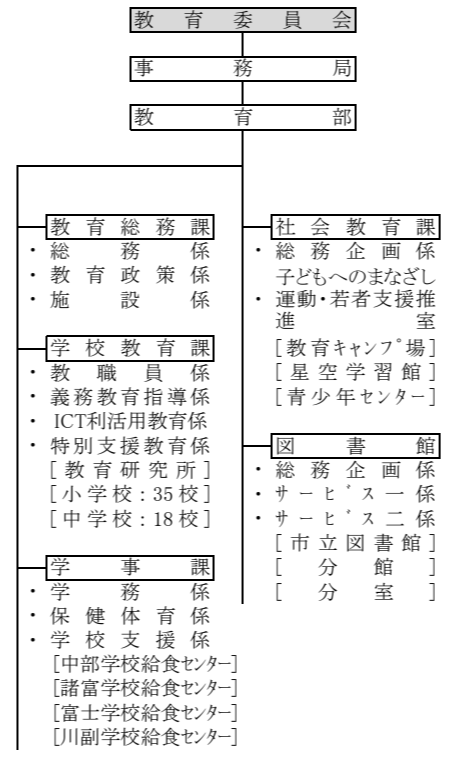 教育委員会
事務局
教育部
教育総務課
・総務係
・教育政策係
・施設係
学校教育課
・教職員係
・義務教育指導係
・ICT利活用教育係
・特別支援教育係
[教育研究所]
[小学校:35校]
[中学校:18校]
学事課
・学務係
・保健体育係
・学校支援係
[中部学校給食センター]
[諸富学校給食センター]
[富士学校給食センター]
[川副学校給食センター]
社会教育課
・総務企画係
子どもへのまなざし
・運動・若者支援推
進室
[教育キャンプ場]
[星空学習館]
[青少年センター]
図書館
・総務企画係
・サービス一係
・サービス二係
[市立図書館]
[分館]
[分室]